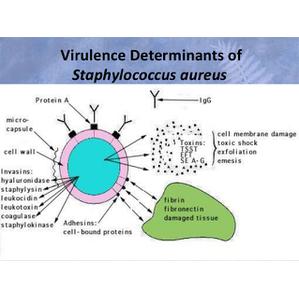 Virulence Determinants of
Staphylococcus aureus
Protein A
IgG
micro-
capsule
cell wall
Toxins:
TSST
EFT
SE A-G
cell membrane damage
toxic shock
exfoliation
emesis
Invasins:
hyaluronidase
staphylysin
leukocidin
leukotoxin
coagulase
staphylokinase
Adhesins:
cell-bound proteins
fibrin
fibronectin
damaged tissue